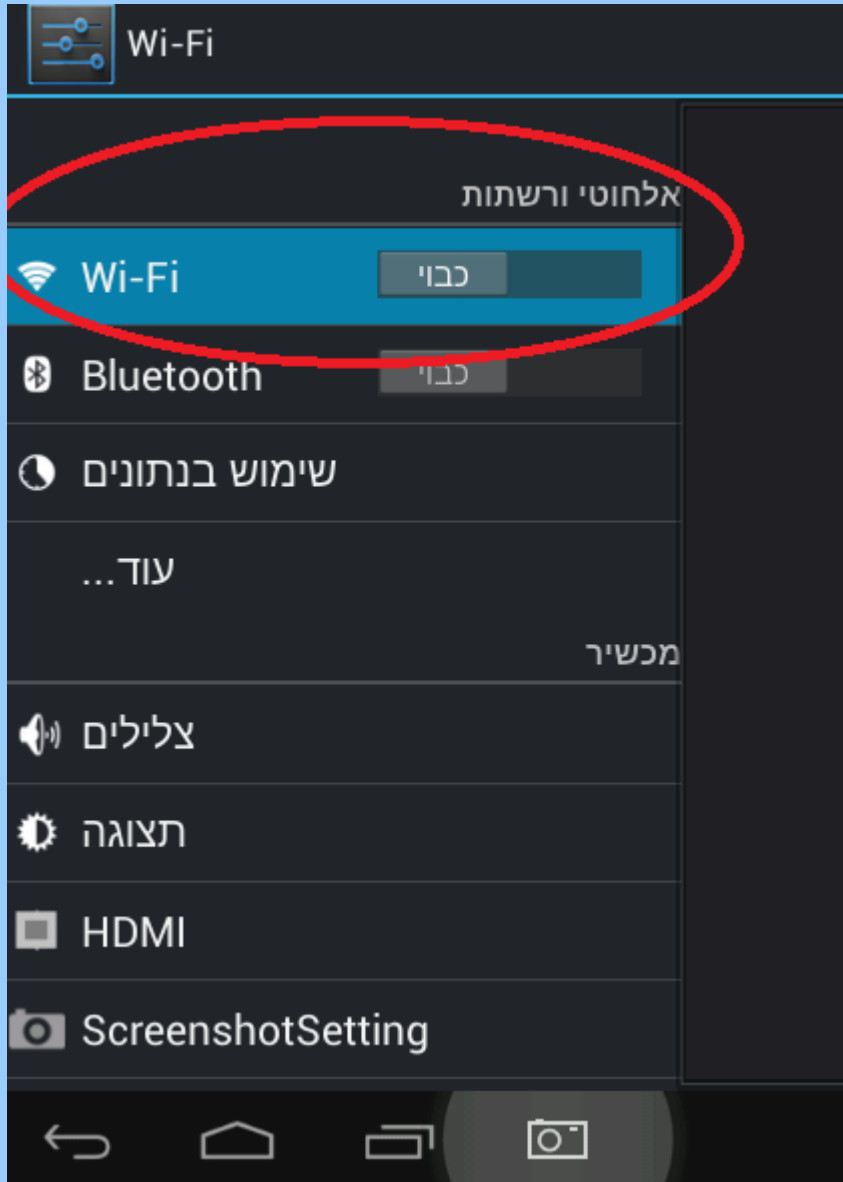 Wi-Fi
אלחוטי ורשתות
Wi-Fi כבוי
Bluetooth כבוי
שימוש בנתונים
עוד...
מכשיר
צלילים
תצוגה
HDMI
ScreenshotSetting